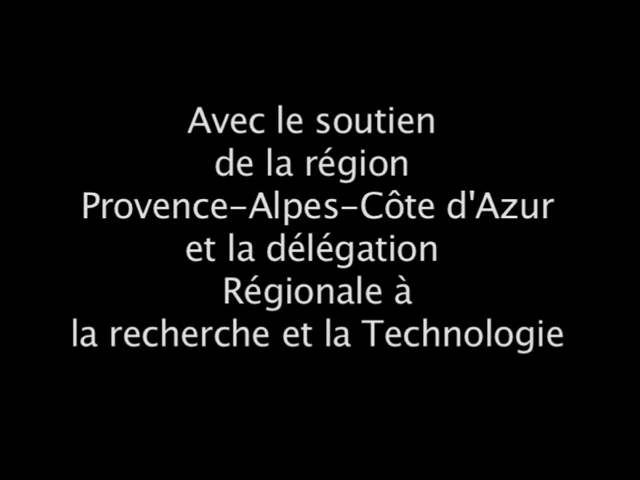 Avec le soutien
de la région
Provence-Alpes-Côte d'Azur
et la délégation
Régionale à
la recherche et la Technologie